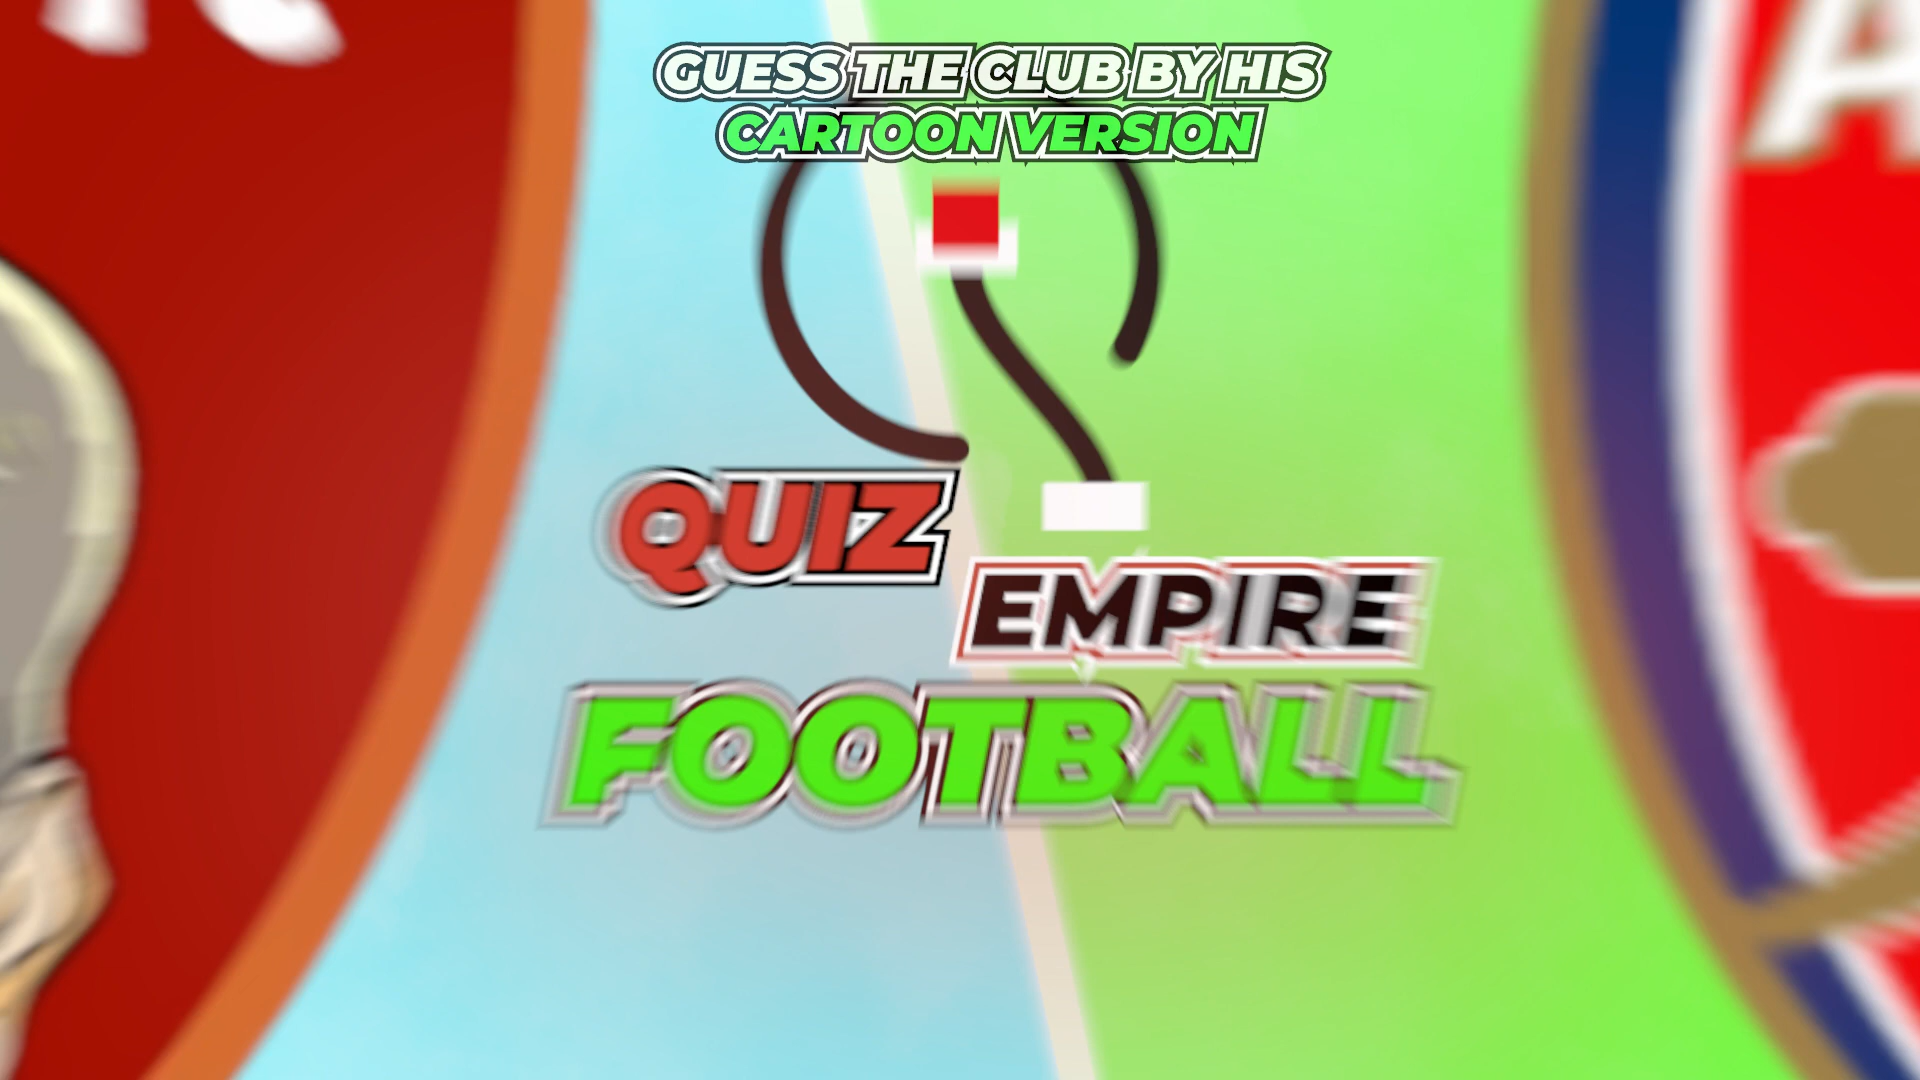 GUESS THE CLUB BY HIS
CARTOON VERSION
QUIZ
EMPIRE
FOOTBALL